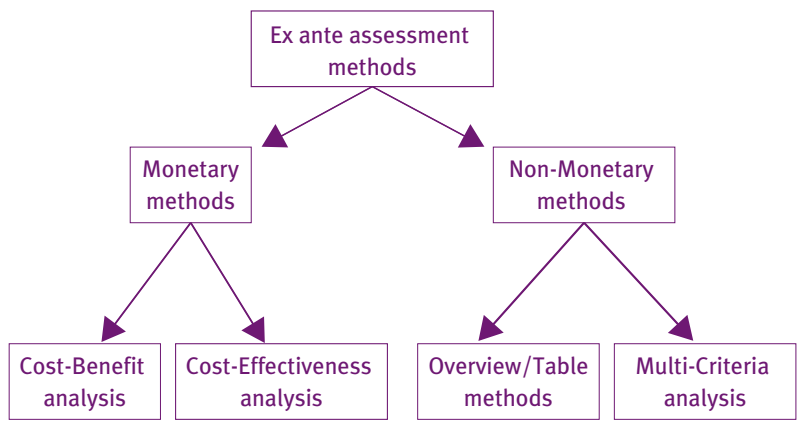 Ex ante assessment
methods
Monetary
methods
Non-Monetary
methods
Cost-Benefit
analysis
Cost-Effectiveness
analysis
Overview/Table
methods
Multi-Criteria
analysis